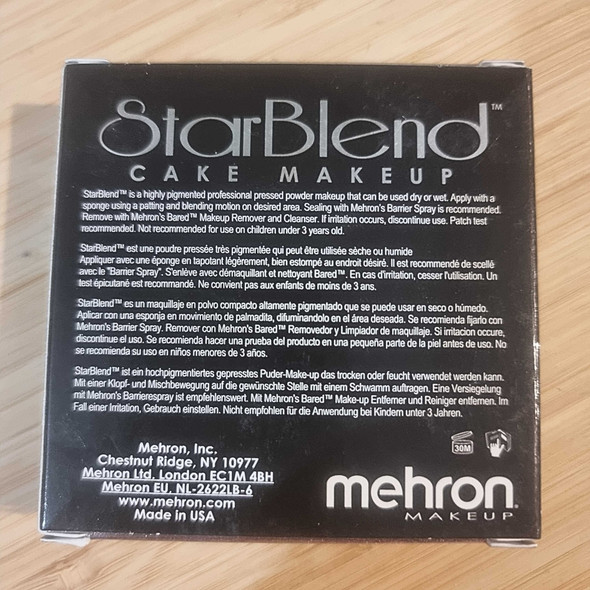 StarBlend™
CAKE MAKEUP
StarBlend™ is a highly pigmented professional pressed powder makeup that can be used dry or wet. Apply with a
sponge using a patting and blending motion on desired area. Sealing with Mehron's Barrier Spray is recommended.
Remove with Mehron's Bared™ Makeup Remover and Cleanser. If irritation occurs, discontinue use. Patch test
recommended. Not recommended for use on children under 3 years old.
StarBlend™ est une poudre pressée très pigmentée qui peut être utilisée sèche ou humide
Appliquer avec une éponge en tapotant légèrement, bien estompé au endroit désiré. Il est recommendé de scellé
avec le "Barrier Spray". S'enlève avec démaquillant et nettoyant Bared™. En cas d'irritation, cesser l'utilisation. Un
test épicutané est recommandé. Ne convient pas aux enfants de moins de 3 ans.
StarBlend™ es un maquillaje en polvo compacto altamente pigmentado que se puede usar en seco o húmedo.
Aplicar con una esponja en movimiento de palmadita, difuminandolo en el área deseada. Se recomenda fijarlo con
Mehron's Barrier Spray. Remover con Mehron's Bared™ Removedor y Limpiador de maquillaje. Si irritacion occure,
discontinue el uso. Se recomienda hacer una prueba del producto en una pequeña parte de la piel antes de uso. No
se recomienda su uso en niños menores de 3 años.
StarBlend™ ist ein hochpigmentiertes gepresstes Puder-Make-up das trocken oder feucht verwendet werden kann.
Mit einer Klopf- und Mischbewegung auf die gewünschte Stelle mit einem Schwamm auftragen. Eine Versiegelung
mit Mehron's Barrierespray ist empfehlenswert. Mit Mehron's Bared™ Make-up Entferner und Reiniger entfernen. Im
Fall einer Irritation, Gebrauch einstellen. Nicht empfohlen für die Anwendung bei Kindern unter 3 Jahren.
30M
Mehron, Inc.
Chestnut Ridge, NY 10977
Mehron Ltd. London EC1M 4BH
Mehron EU, NL-2622LB-6
www.mehron.com
Made in USA
mehron
MAKEUP